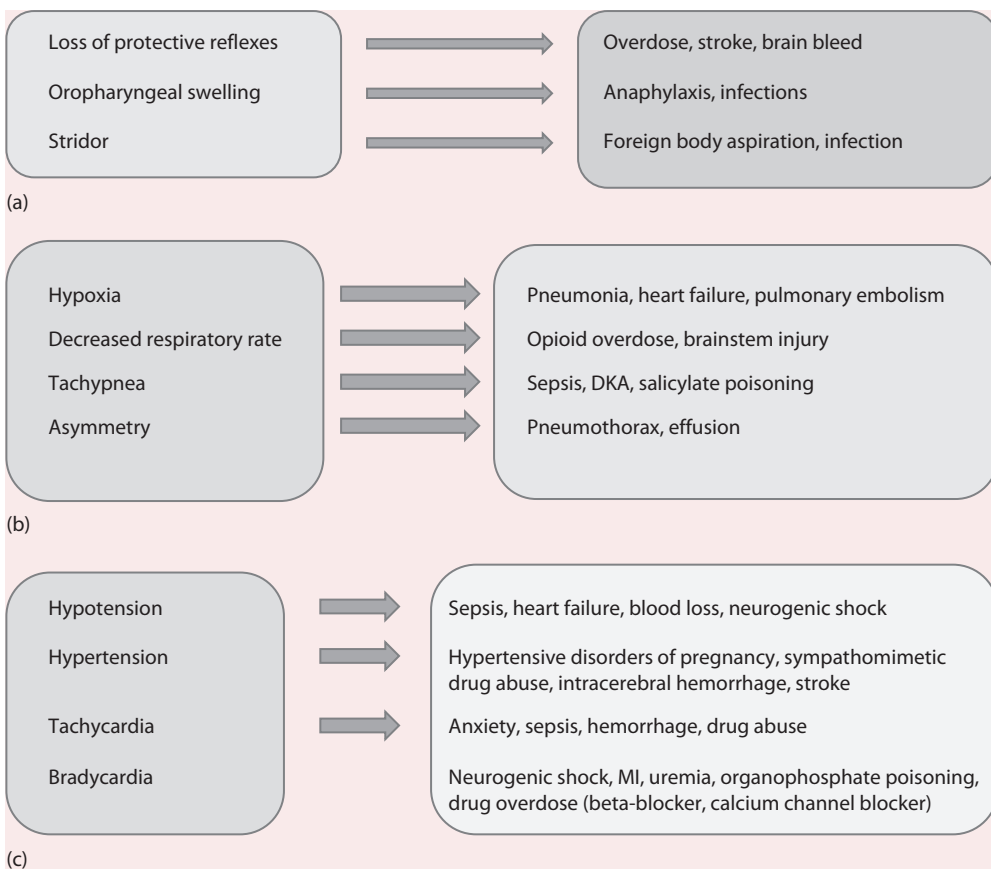 Loss of protective reflexes
Overdose, stroke, brain bleed
Oropharyngeal swelling
Anaphylaxis, infections
Stridor
Foreign body aspiration, infection
(a)
Hypoxia
Pneumonia, heart failure, pulmonary embolism
Decreased respiratory rate
Opioid overdose, brainstem injury
Tachypnea
Sepsis, DKA, salicylate poisoning
Asymmetry
Pneumothorax, effusion
(b)
Hypotension
Sepsis, heart failure, blood loss, neurogenic shock
Hypertension
Hypertensive disorders of pregnancy, sympathomimetic
drug abuse, intracerebral hemorrhage, stroke
Tachycardia
Anxiety, sepsis, hemorrhage, drug abuse
Bradycardia
Neurogenic shock, MI, uremia, organophosphate poisoning,
drug overdose (beta-blocker, calcium channel blocker)
(c)